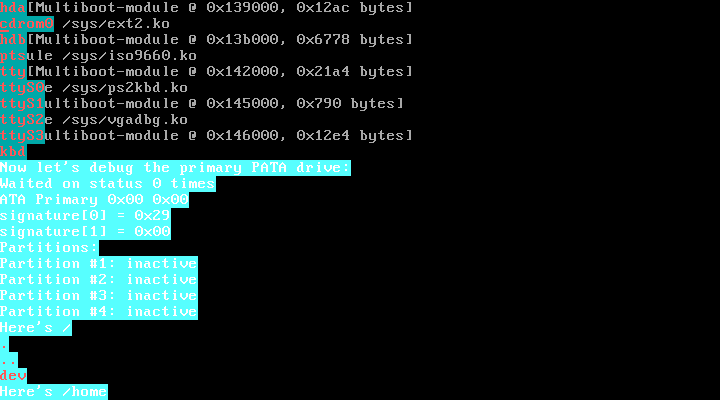 hda[Multiboot-module @ 0x139000, 0x12ac bytes]
cdrom0 /sys/ext2.ko
hdb[Multiboot-module @ 0x13b000, 0x6778 bytes]
ptsule /sys/iso9660.ko
tty[Multiboot-module @ 0x142000, 0x21a4 bytes]
ttyS0e /sys/ps2kbd.ko
ttyS1ultiboot-module @ 0x145000, 0x790 bytes]
ttyS2e /sys/vgadbg.ko
ttyS3ultiboot-module @ 0x146000, 0x12e4 bytes]
kbd
Now let's debug the primary PATA drive:
Waited on status 0 times
ATA Primary 0x00 0x00
signature[0] = 0x29
signature[1] = 0x00
Partitions:
Partition #1: inactive
Partition #2: inactive
Partition #3: inactive
Partition #4: inactive
Here's /
.
..
dev
Here's /home